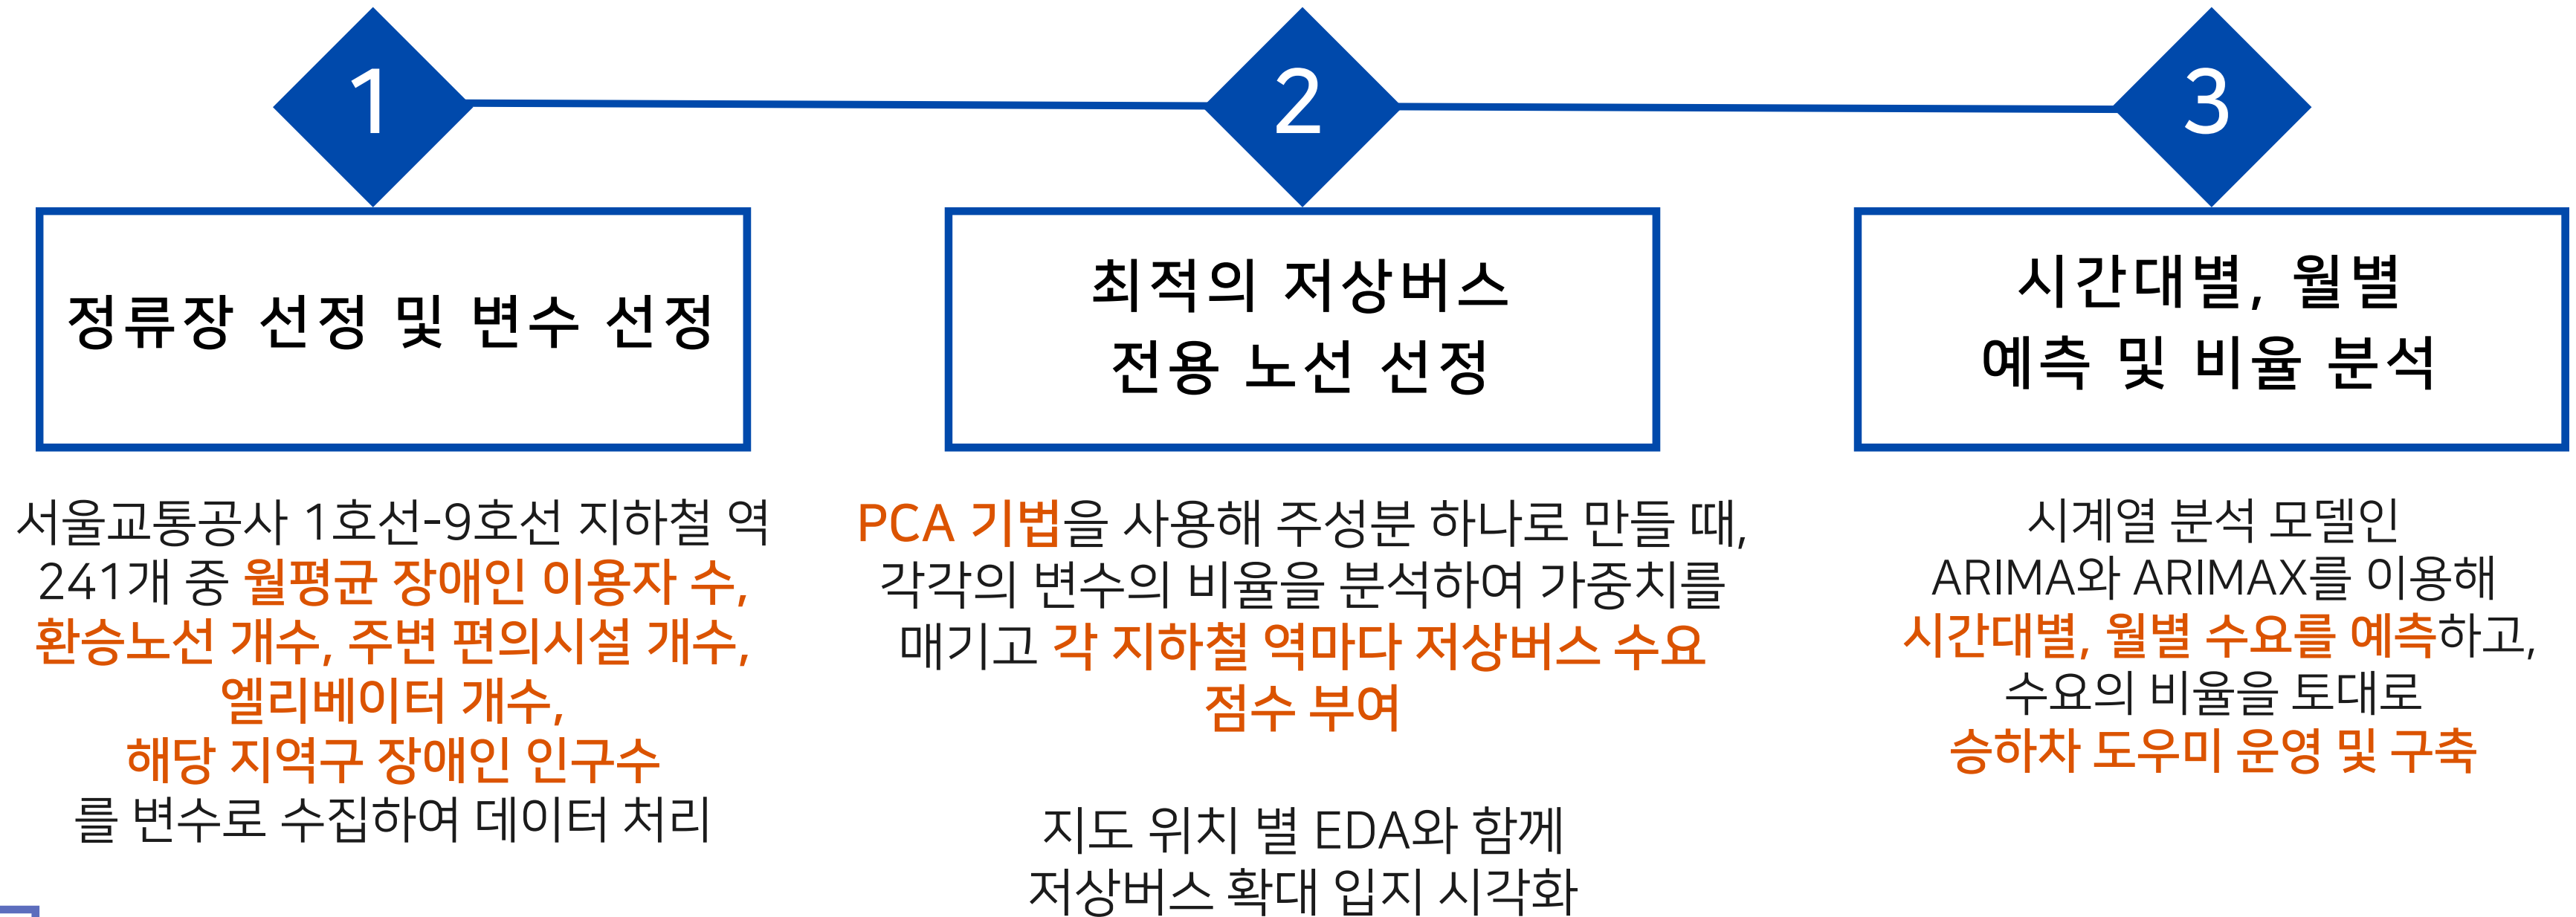 1
정류장 선정 및 변수 선정
서울교통공사 1호선-9호선 지하철 역
241개 중 월평균 장애인 이용자 수,
환승노선 개수, 주변 편의시설 개수,
엘리베이터 개수,
해당 지역구 장애인 인구수
를 변수로 수집하여 데이터 처리
2
최적의 저상버스
전용 노선 선정
PCA 기법을 사용해 주성분 하나로 만들 때,
각각의 변수의 비율을 분석하여 가중치를
매기고 각 지하철 역마다 저상버스 수요
점수 부여
지도 위치 별 EDA와 함께
저상버스 확대 입지 시각화
3
시간대별, 월별
예측 및 비율 분석
시계열 분석 모델인
ARIMA와 ARIMAX를 이용해
시간대별, 월별 수요를 예측하고,
수요의 비율을 토대로
승하차 도우미 운영 및 구축